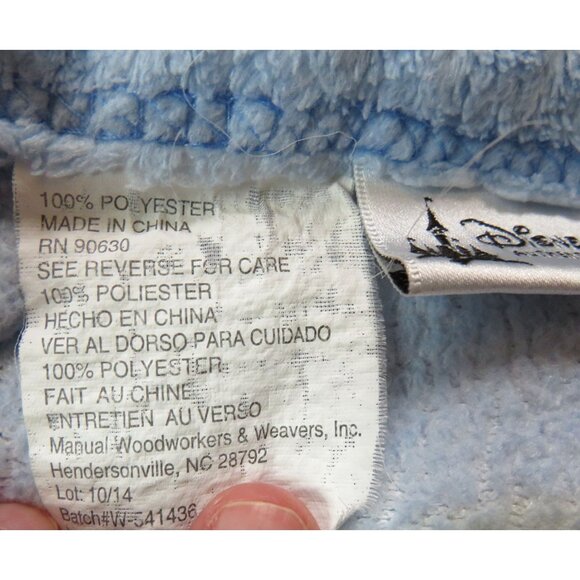 100% POLYESTER
MADE IN CHINA
RN 90630
SEE REVERSE FOR CARE
100% POLIESTER
HECHO EN CHINA
VER AL DORSO PARA CUIDADO
100% POLYESTER
FAIT AU CHINE
ENTRETIEN AU VERSO
Manual Woodworkers & Weavers, Inc.
Hendersonville, NC 28792
Lot: 10/14
Batch#W-541436
DISNE